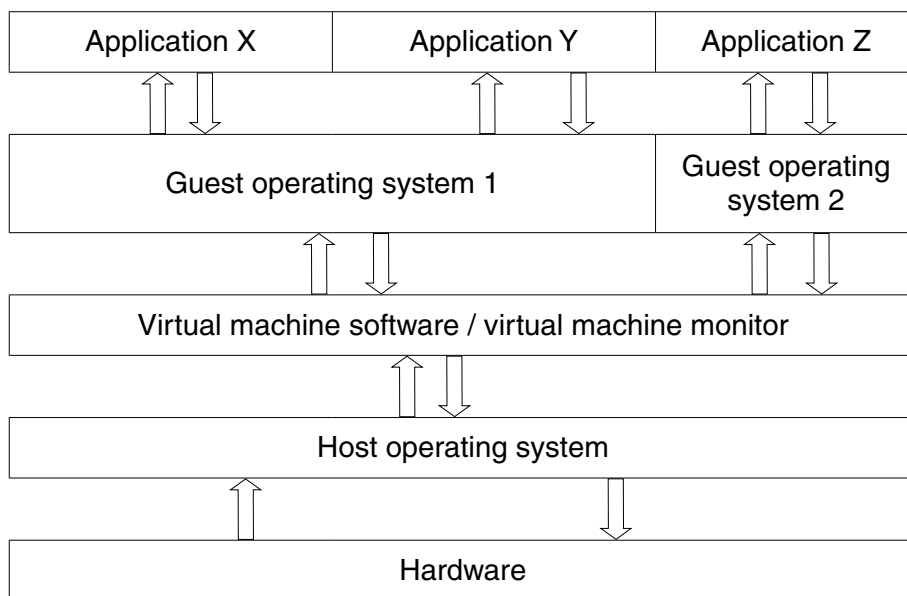 Application X
Application Y
Application Z
Guest operating system 1
Guest operating
system 2
Virtual machine software / virtual machine monitor
Host operating system
Hardware